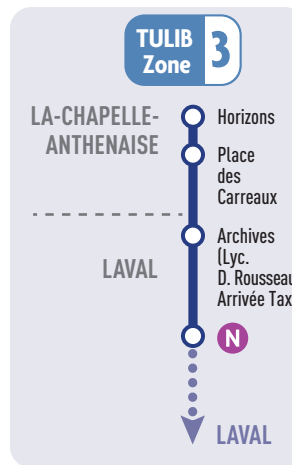 TULIB
Zone
3
LA-CHAPELLE-
ANTHENAISE
Horizons
Place
des
Carreaux
LAVAL
Archives
(Lyc.
D. Rousseau
Arrivée Tax
N
LAVAL